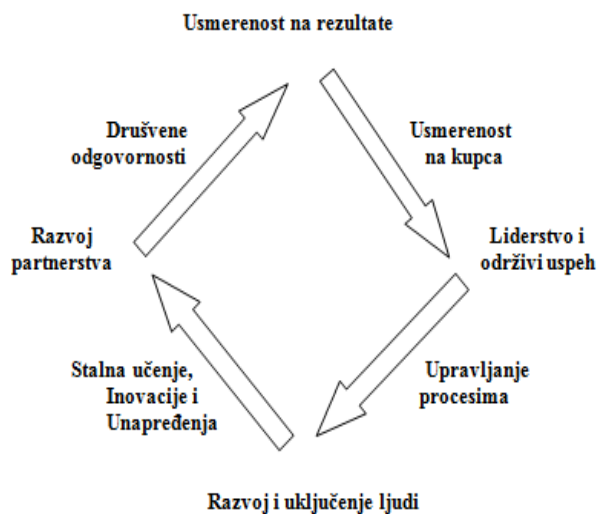 Usmerenost na rezultate
Drušvene
odgovornosti
Usmerenost
na kupca
Razvoj
partnerstva
Liderstvo i
održivi uspeh
Stalna učenje,
Inovacije i
Unapređenja
Upravljanje
procesima
Razvoj i uključenje ljudi